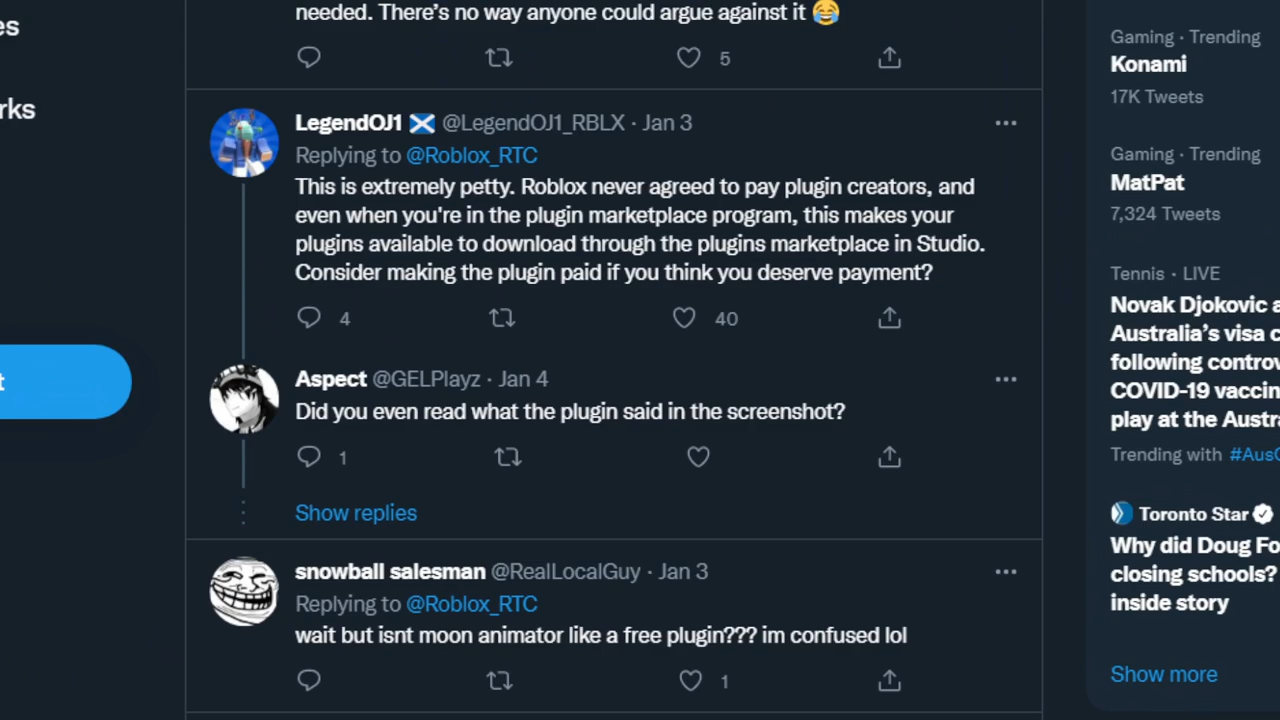 es
rks
t
needed. There's no way anyone could argue against it 😂
5
LegendOJ1 🏴󠁧󠁢󠁳󠁣󠁴󠁿 @LegendOJ1_RBLX · Jan 3
Replying to @Roblox_RTC
This is extremely petty. Roblox never agreed to pay plugin creators, and
even when you're in the plugin marketplace program, this makes your
plugins available to download through the plugins marketplace in Studio.
Consider making the plugin paid if you think you deserve payment?
4 40
Aspect @GELPlayz · Jan 4
Did you even read what the plugin said in the screenshot?
1
Show replies
snowball salesman @RealLocalGuy · Jan 3
Replying to @Roblox_RTC
wait but isnt moon animator like a free plugin??? im confused lol
1
Gaming · Trending
Konami
17K Tweets
Gaming · Trending
MatPat
7,324 Tweets
Tennis · LIVE
Novak Djokovic a
Australia's visa c
following controv
COVID-19 vaccin
play at the Austra
Trending with #AusO
Toronto Star
Why did Doug Fo
closing schools?
inside story
Show more